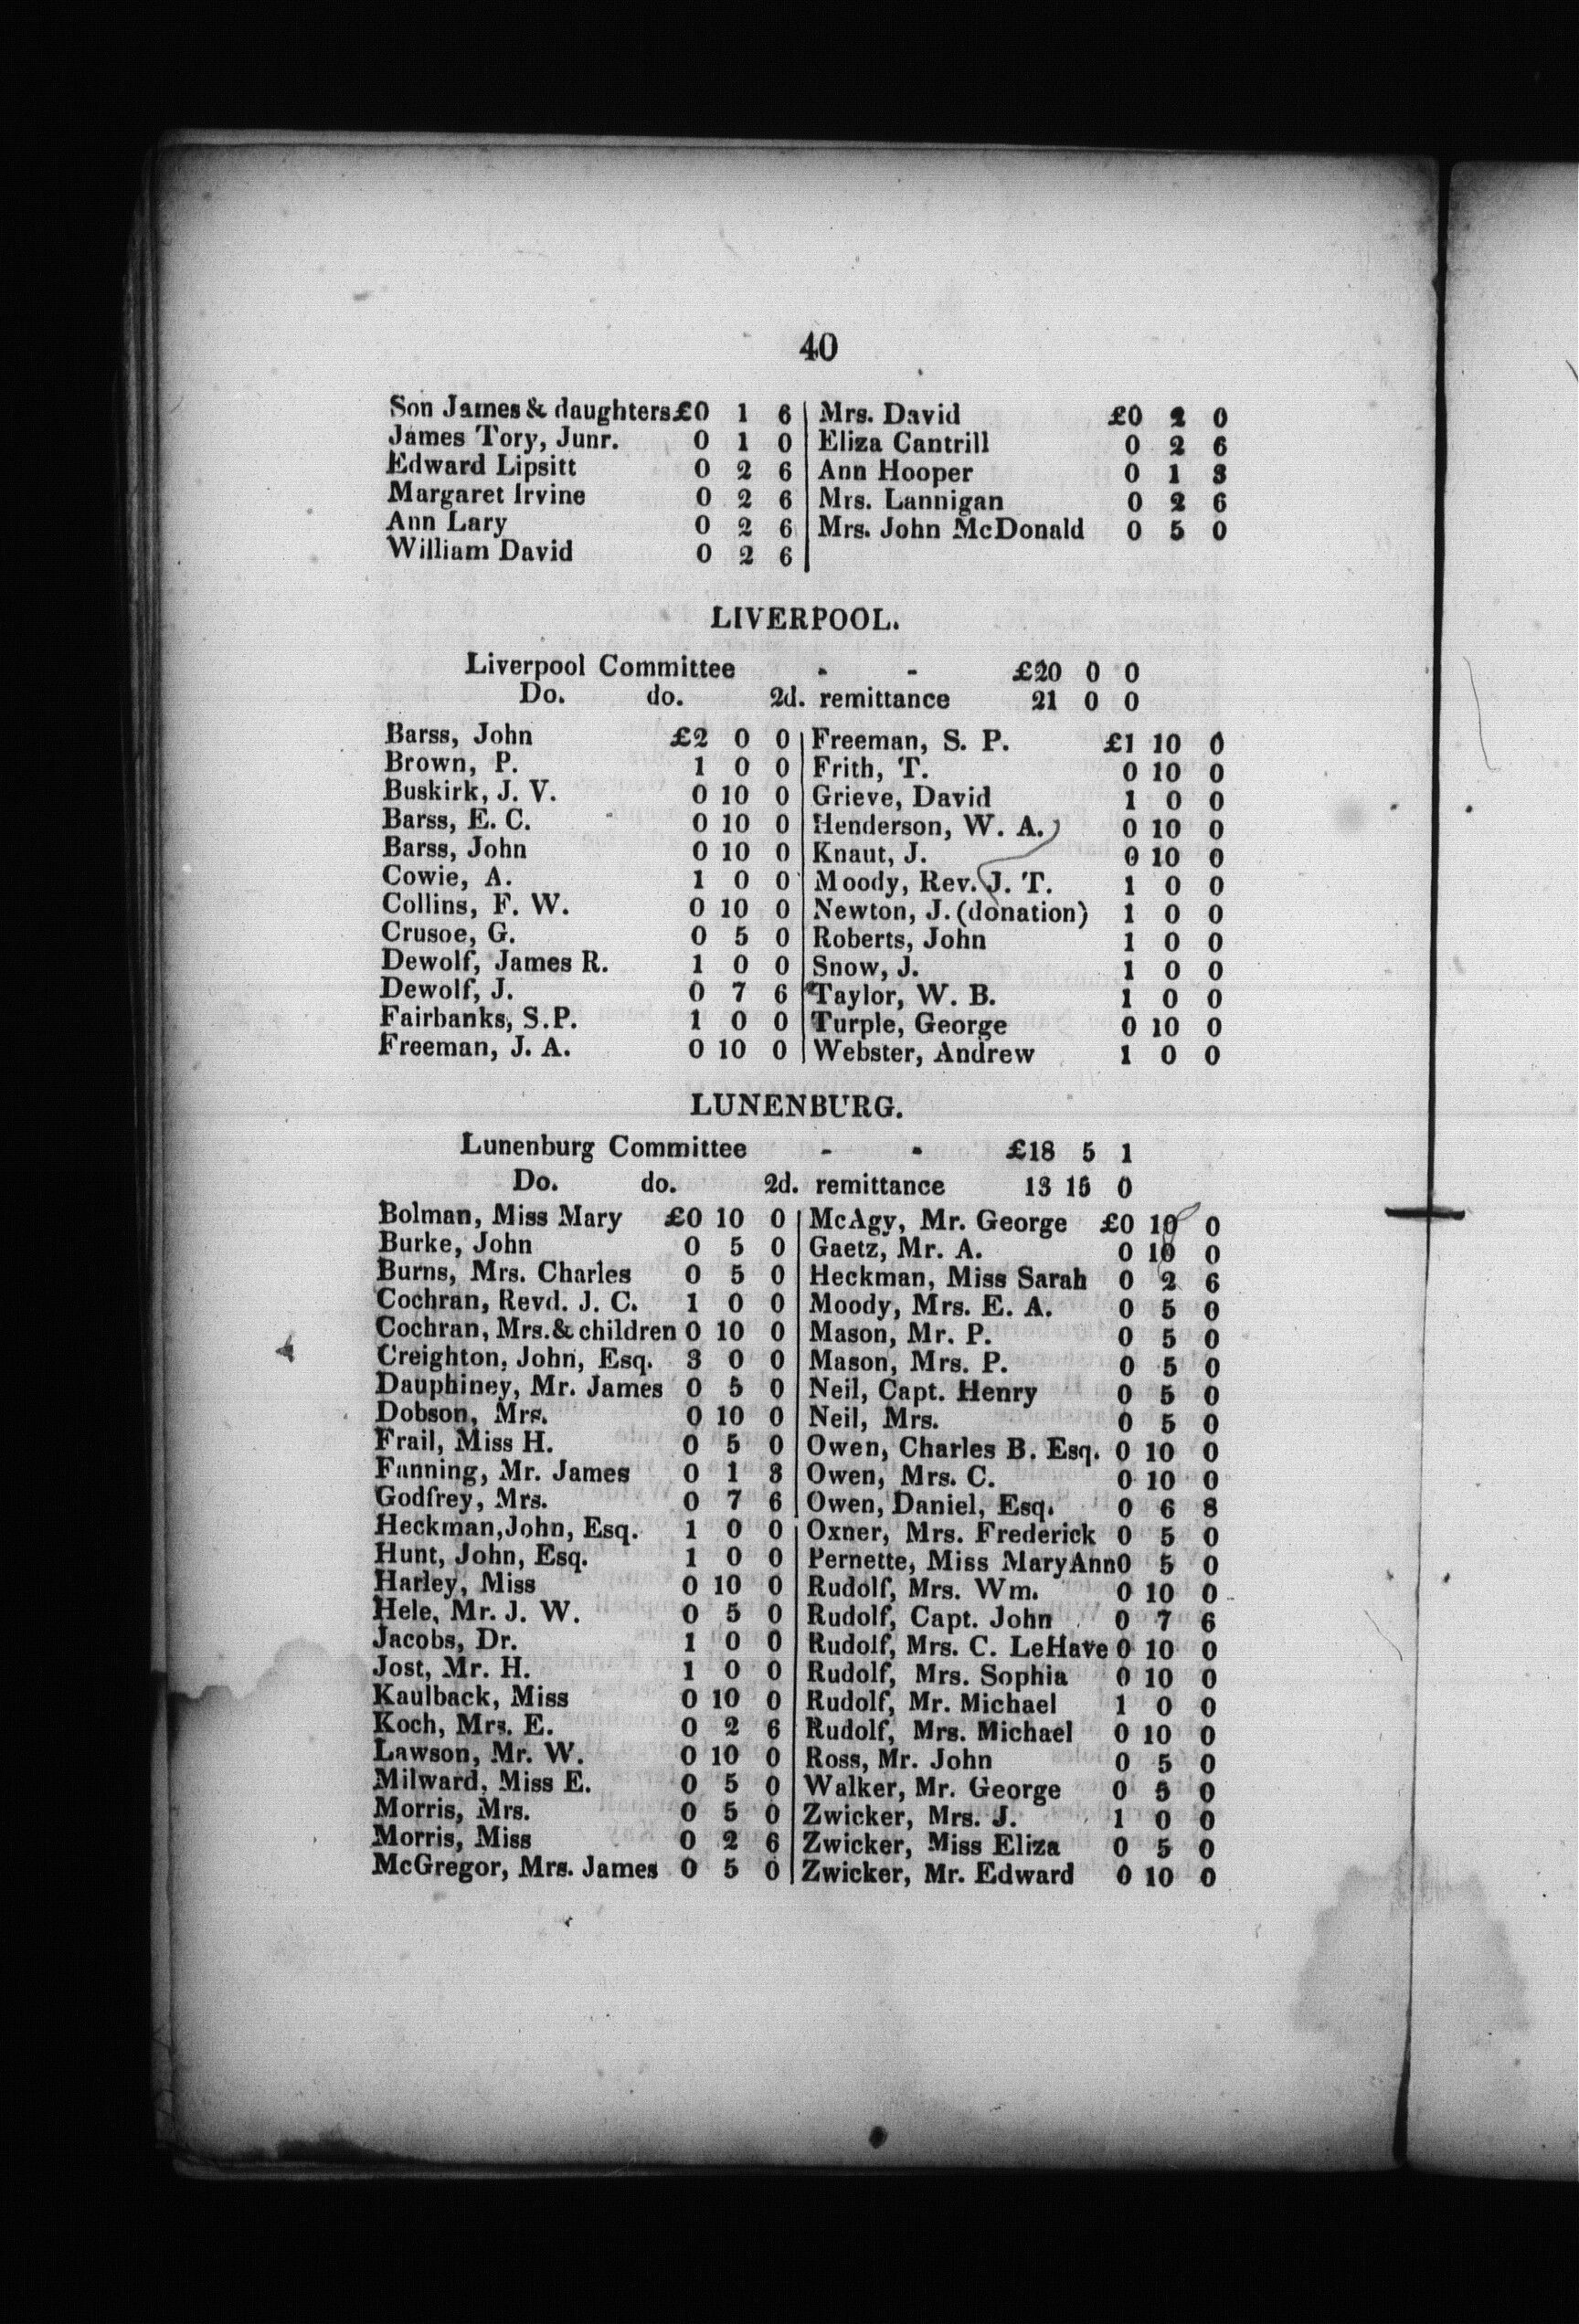 40
Son James & daughters £0 1 6
James Tory, Junr. 0 1 0
Edward Lipsitt 0 2 6
Margaret Irvine 0 2 6
Ann Lary 0 2 6
William David 0 2 6
Mrs. David £0 2 0
Eliza Cantrill 0 2 6
Ann Hooper 0 1 3
Mrs. Lannigan 0 2 6
Mrs. John McDonald 0 5 0
LIVERPOOL.
Liverpool Committee - - £20 0 0
Do. do. 2d. remittance 21 0 0
Barss, John £2 0 0
Brown, P. 1 0 0
Buskirk, J. V. 0 10 0
Barss, E. C. 0 10 0
Barss, John 0 10 0
Cowie, A. 1 0 0
Collins, F. W. 0 10 0
Crusoe, G. 0 5 0
Dewolf, James R. 1 0 0
Dewolf, J. 0 7 6
Fairbanks, S. P. 1 0 0
Freeman, J. A. 0 10 0
Freeman, S. P. £1 10 0
Frith, T. 0 10 0
Grieve, David 1 0 0
Henderson, W. A. 0 10 0
Knaut, J. 0 10 0
Moody, Rev. J. T. 1 0 0
Newton, J. (donation) 1 0 0
Roberts, John 1 0 0
Snow, J. 1 0 0
Taylor, W. B. 1 0 0
Turple, George 0 10 0
Webster, Andrew 1 0 0
LUNENBURG.
Lunenburg Committee - - £18 5 1
Do. do. 2d. remittance 13 15 0
Bolman, Miss Mary £0 10 0
Burke, John 0 5 0
Burns, Mrs. Charles 0 5 0
Cochran, Revd. J. C. 1 0 0
Cochran, Mrs. & children 0 10 0
Creighton, John, Esq. 3 0 0
Dauphiney, Mr. James 0 5 0
Dobson, Mrs. 0 10 0
Frail, Miss H. 0 5 0
Fanning, Mr. James 0 1 3
Godfrey, Mrs. 0 7 6
Heckman, John, Esq. 1 0 0
Hunt, John, Esq. 1 0 0
Harley, Miss 0 10 0
Hele, Mr. J. W. 0 5 0
Jacobs, Dr. 1 0 0
Jost, Mr. H. 1 0 0
Kaulback, Miss 0 10 0
Koch, Mrs. E. 0 2 6
Lawson, Mr. W. 0 10 0
Milward, Miss E. 0 5 0
Morris, Mrs. 0 5 0
Morris, Miss 0 2 6
McGregor, Mrs. James 0 5 0
McAgy, Mr. George £0 10 0
Gaetz, Mr. A. 0 10 0
Heckman, Miss Sarah 0 2 6
Moody, Mrs. E. A. 0 5 0
Mason, Mr. P. 0 5 0
Mason, Mrs. P. 0 5 0
Neil, Capt. Henry 0 5 0
Neil, Mrs. 0 5 0
Owen, Charles B. Esq. 0 10 0
Owen, Mrs. C. 0 10 0
Owen, Daniel, Esq. 0 6 8
Oxner, Mrs. Frederick 0 5 0
Pernette, Miss Mary Ann 0 5 0
Rudolf, Mrs. Wm. 0 10 0
Rudolf, Capt. John 0 7 6
Rudolf, Mrs. C. LeHave 0 10 0
Rudolf, Mrs. Sophia 0 10 0
Rudolf, Mr. Michael 1 0 0
Rudolf, Mrs. Michael 0 10 0
Ross, Mr. John 0 5 0
Walker, Mr. George 0 5 0
Zwicker, Mrs. J. 1 0 0
Zwicker, Miss Eliza 0 5 0
Zwicker, Mr. Edward 0 10 0